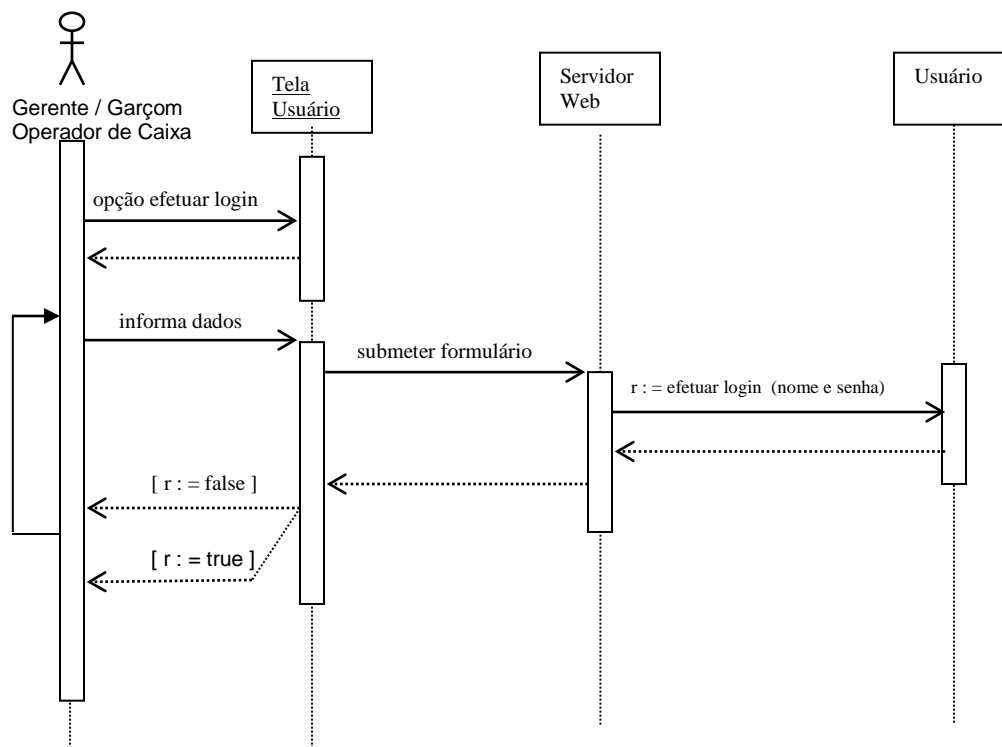 Gerente / Garçom
Operador de Caixa
Tela
Usuário
Servidor
Web
Usuário
opção efetuar login
informa dados
submeter formulário
r : = efetuar login (nome e senha)
[ r : = false ]
[ r : = true ]